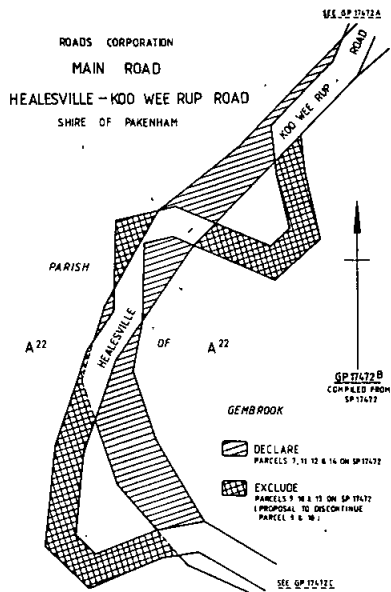 SEE GP 17472A
ROADS CORPORATION
MAIN ROAD
HEALESVILLE - KOO WEE RUP ROAD
SHIRE OF PAKENHAM
KOO WEE RUP ROAD
PARISH
HEALESVILLE
A22 OF A22
GP 17472B
COMPILED FROM
SP 17472
GEMBROOK
DECLARE
PARCELS 7, 11 12 & 14 ON SP 17472
EXCLUDE
PARCELS 9 10 & 13 ON SP 17472
(PROPOSAL TO DISCONTINUE
PARCEL 9 & 10)
SEE GP 17472C